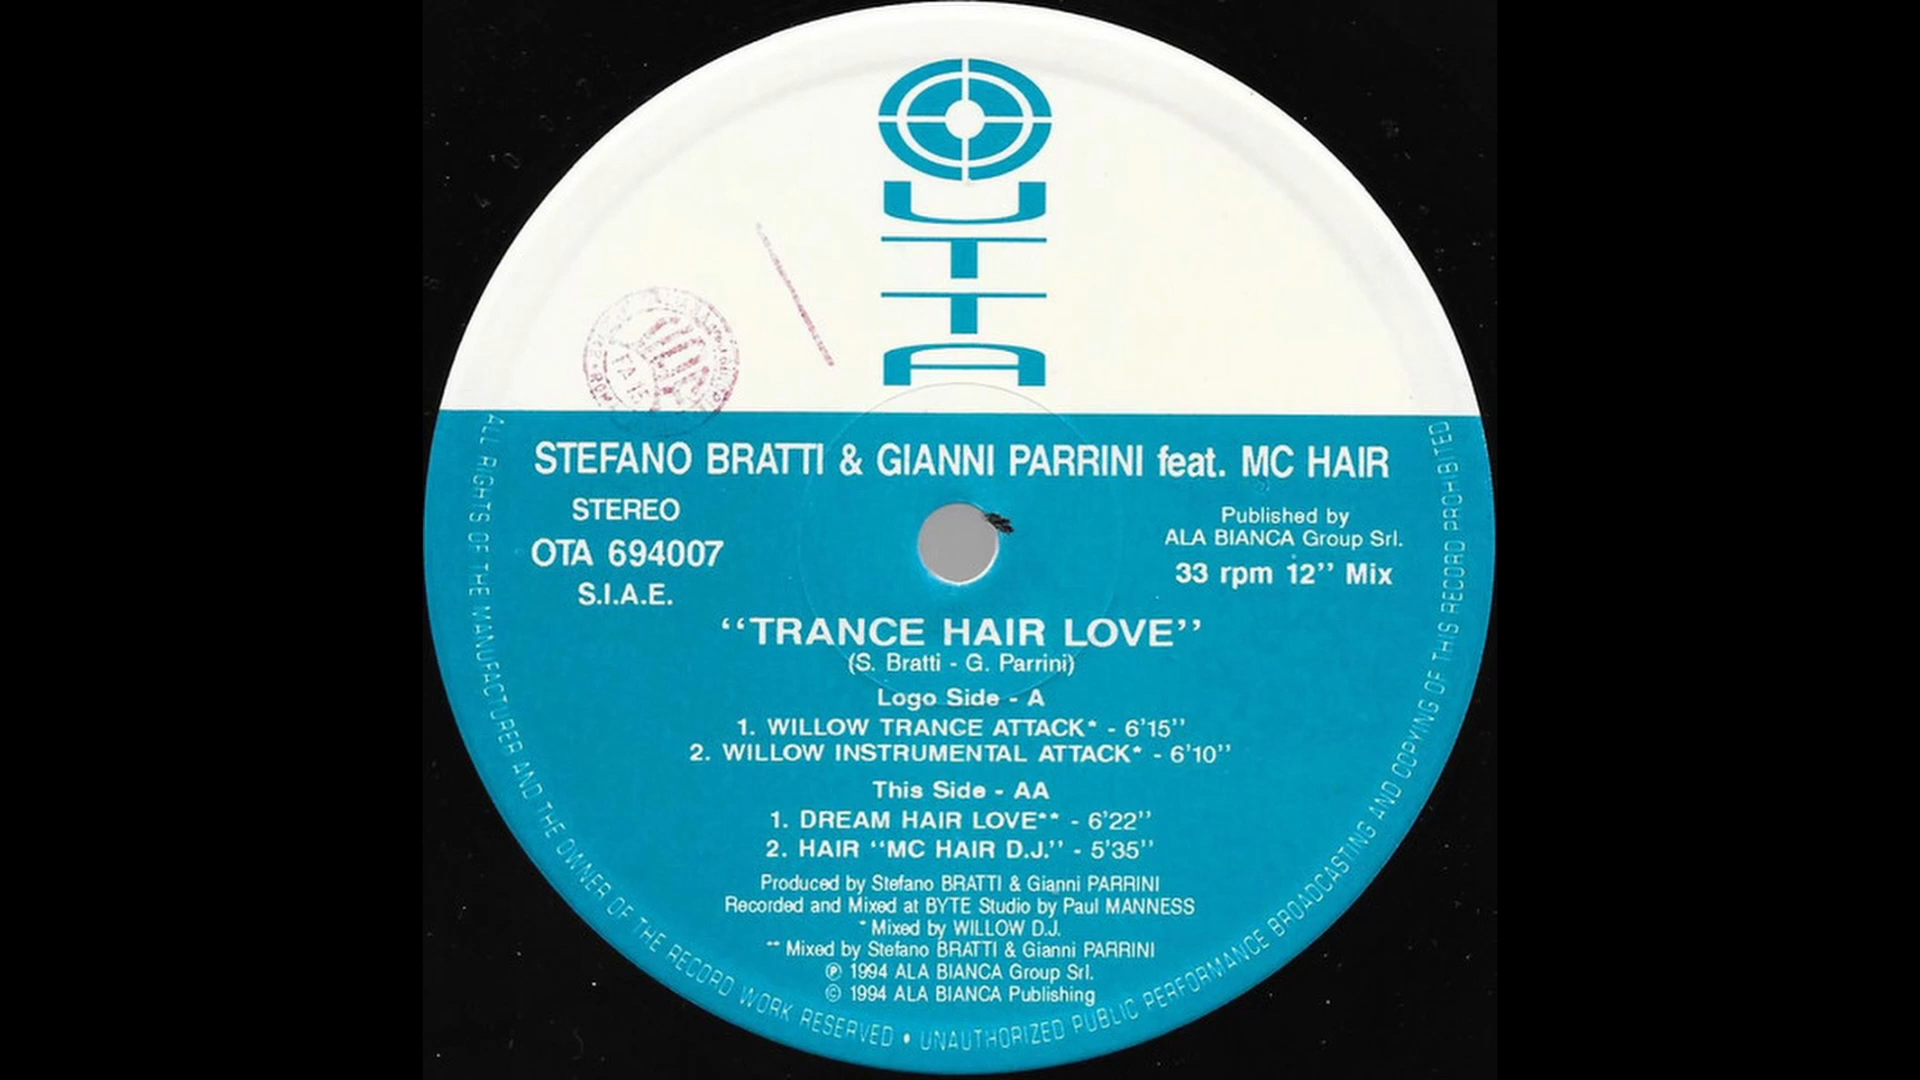 OUTTA
STEFANO BRATTI & GIANNI PARRINI feat. MC HAIR
STEREO
OTA 694007
S.I.A.E.
Published by
ALA BIANCA Group Srl.
33 rpm 12'' Mix
‘‘TRANCE HAIR LOVE’’
(S. Bratti - G. Parrini)
Logo Side - A
1. WILLOW TRANCE ATTACK* - 6'15''
2. WILLOW INSTRUMENTAL ATTACK* - 6'10''
This Side - AA
1. DREAM HAIR LOVE** - 6'22''
2. HAIR ‘‘MC HAIR D.J.’’ - 5'35''
Produced by Stefano BRATTI & Gianni PARRINI
Recorded and Mixed at BYTE Studio by Paul MANNESS
* Mixed by WILLOW D.J.
** Mixed by Stefano BRATTI & Gianni PARRINI
℗ 1994 ALA BIANCA Group Srl.
© 1994 ALA BIANCA Publishing
ALL RIGHTS OF THE MANUFACTURER AND THE OWNER OF THE RECORD WORK RESERVED • UNAUTHORIZED PUBLIC PERFORMANCE BROADCASTING AND COPYING OF THIS RECORD PROHIBITED